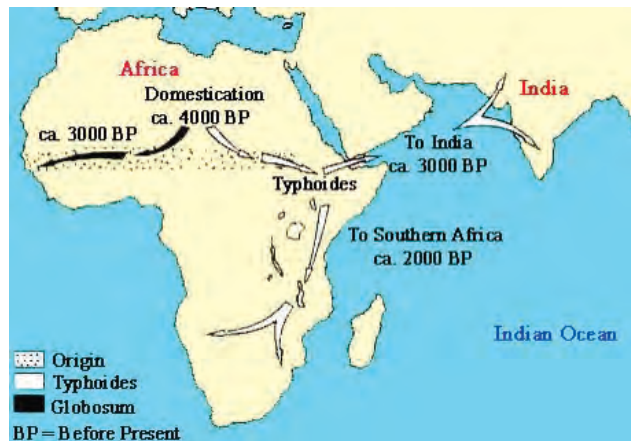 Africa
Domestication
ca. 4000 BP
ca. 3000 BP
India
To India
ca. 3000 BP
Typhoides
To Southern Africa
ca. 2000 BP
Indian Ocean
Origin
Typhoides
Globosum
BP = Before Present